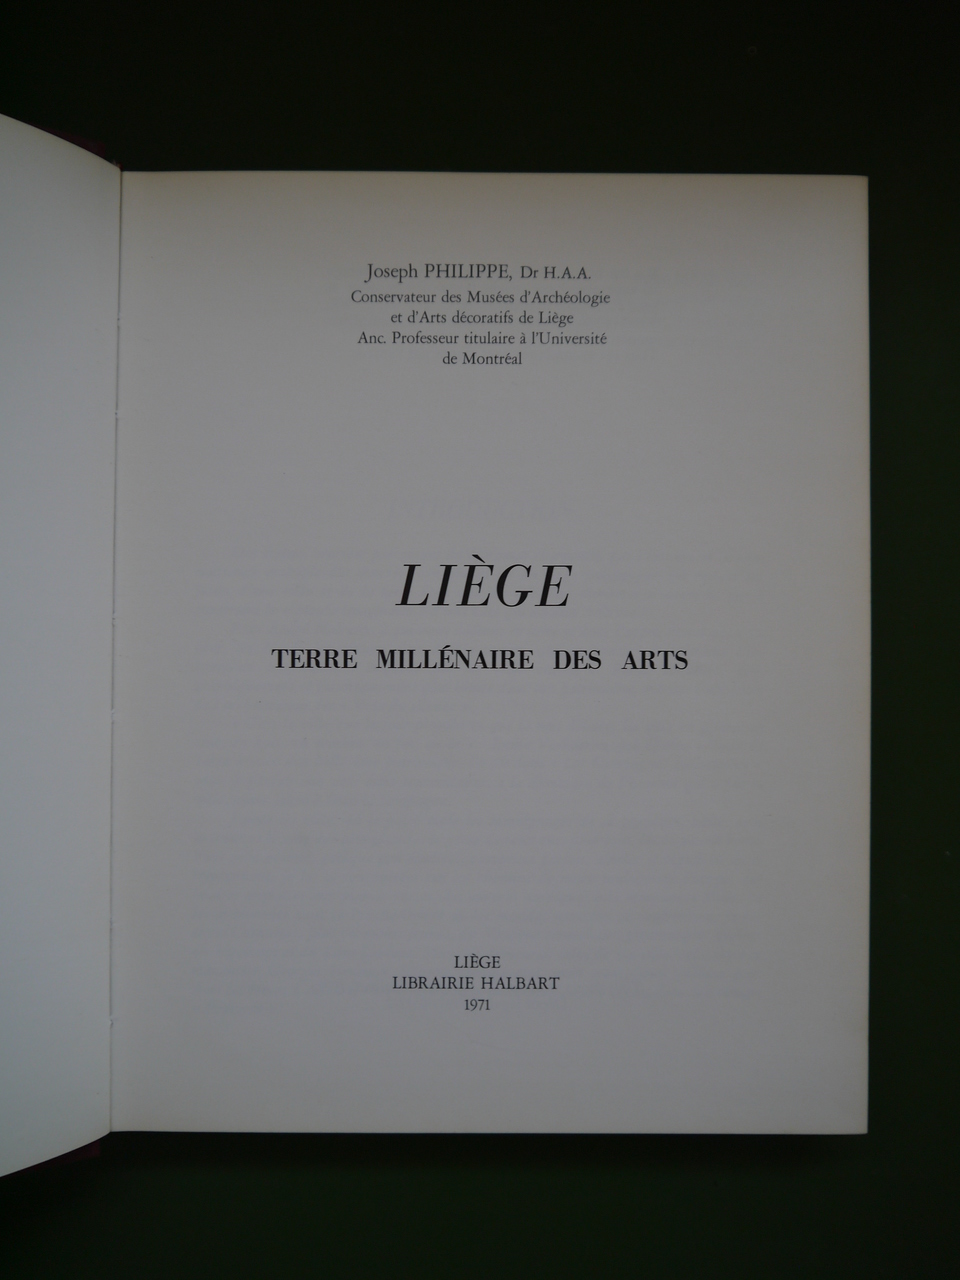 Joseph PHILIPPE, Dr H.A.A.
Conservateur des Musées d'Archéologie
et d'Arts décoratifs de Liège
Anc. Professeur titulaire à l'Université
de Montréal
LIÈGE
TERRE MILLÉNAIRE DES ARTS
LIÈGE
LIBRAIRIE HALBART
1971